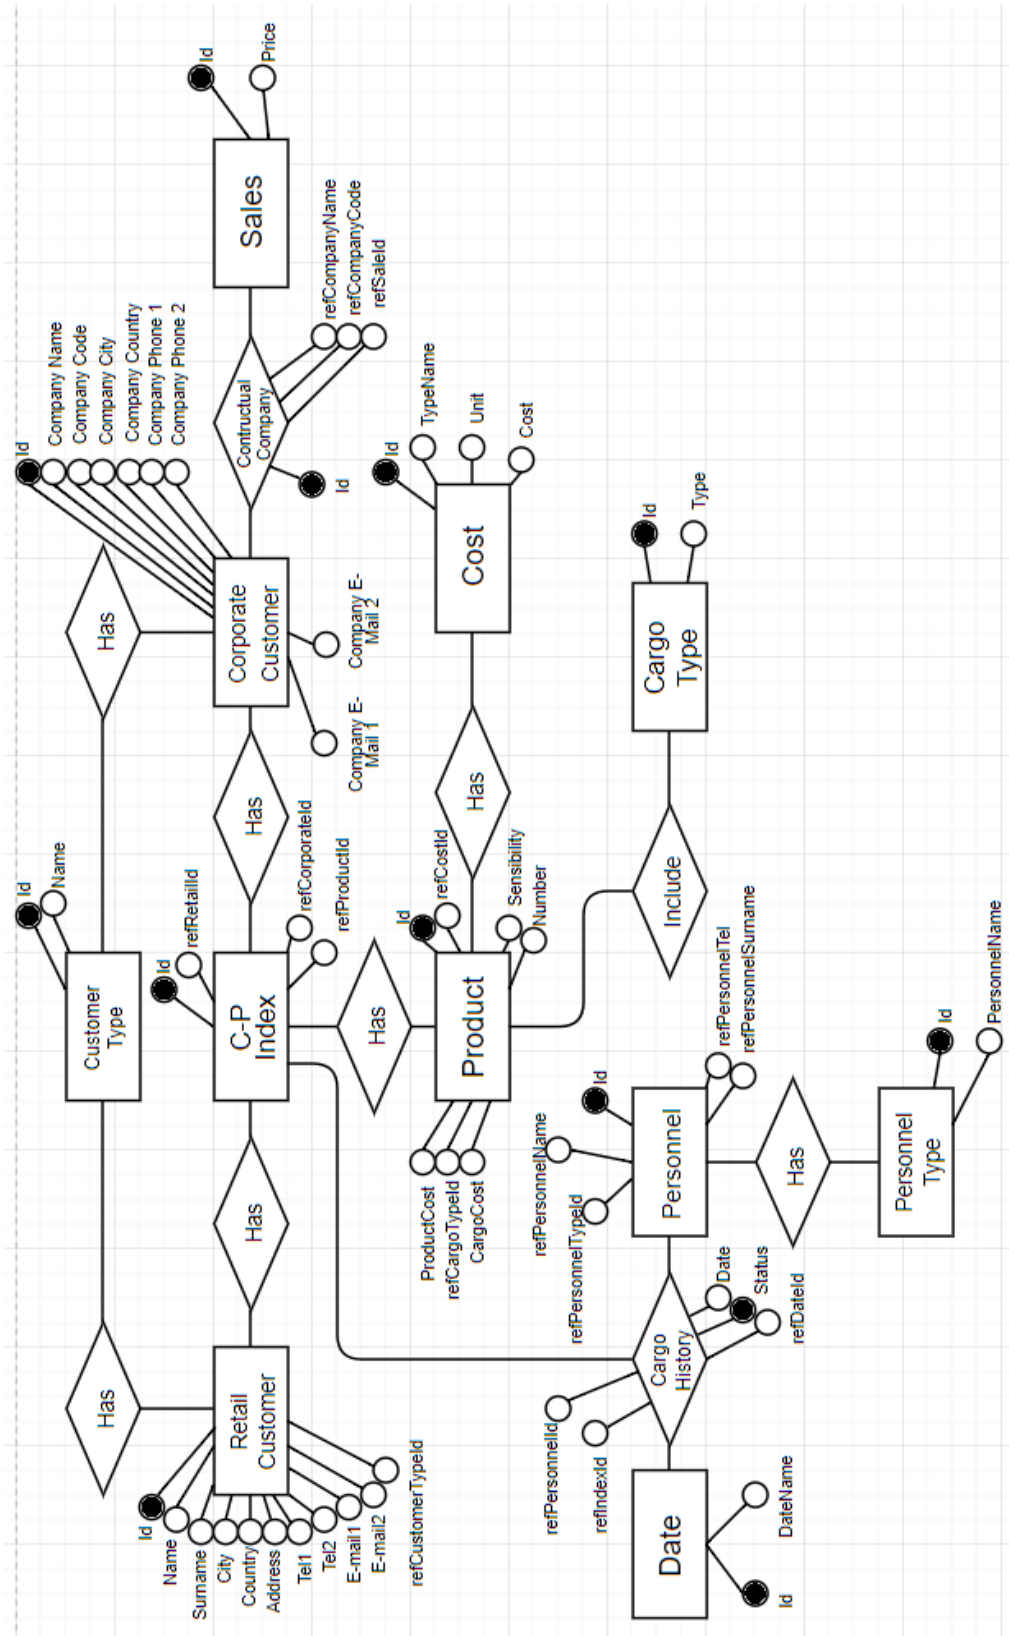 Id
Price
Sales
refCompanyName
refCompanyCode
refSaleId
Contructual
Company
Id
Id
Company Name
Company Code
Company City
Company Country
Company Phone 1
Company Phone 2
Corporate
Customer
Company E-
Mail 1
Company E-
Mail 2
Has
Has
Id
Name
Customer
Type
Has
Id
refRetailId
C-P
Index
refCorporateId
refProductId
Has
Has
Retail
Customer
Id
Name
Surname
City
Country
Address
Tel1
Tel2
E-mail1
E-mail2
refCustomerTypeId
Id
TypeName
Unit
Cost
Cost
Has
Id
refCostId
Sensibility
Number
Product
ProductCost
refCargoTypeId
CargoCost
Id
Type
Cargo
Type
Include
Id
refPersonnelTel
refPersonnelSurname
refPersonnelName
refPersonnelTypeId
Personnel
Has
Personnel
Type
Id
PersonnelName
Cargo
History
Date
Status
refDateId
refPersonnelId
refIndexId
Date
Id
DateName